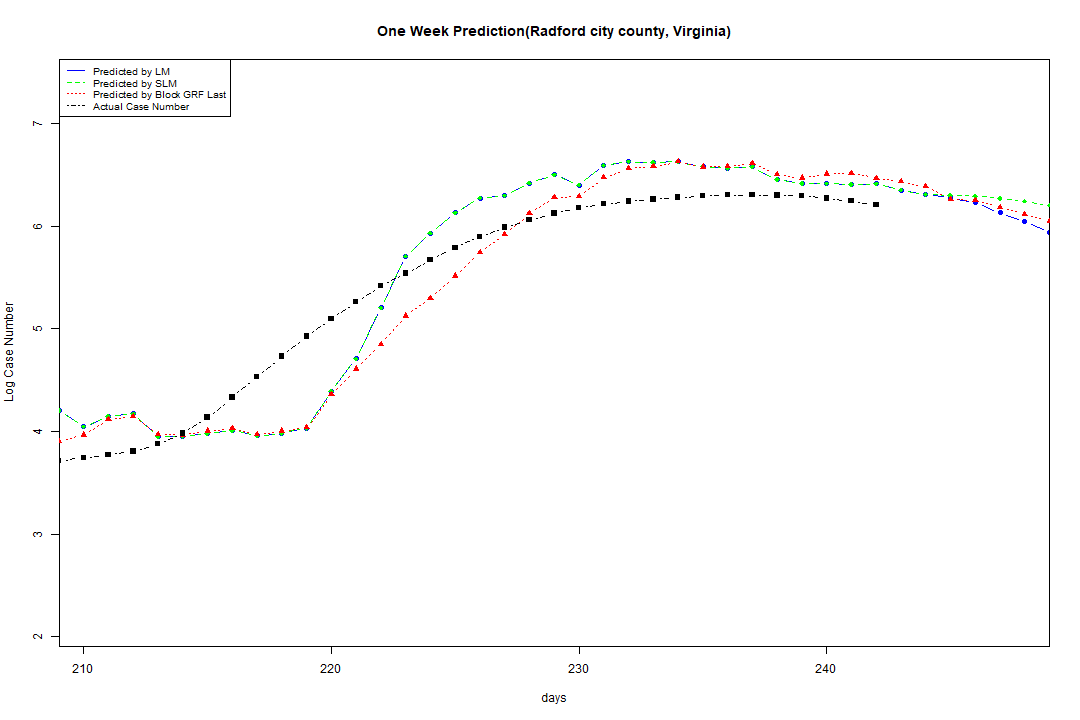 One Week Prediction(Radford city county, Virginia)
Predicted by LM
Predicted by SLM
Predicted by Block GRF Last
Actual Case Number
7
6
5
4
3
2
Log Case Number
210 220 230 240
days